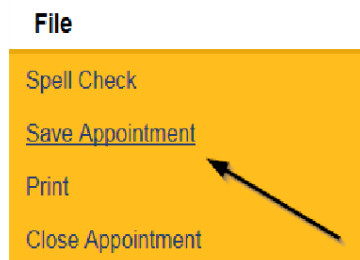 File
Spell Check
Save Appointment
Print
Close Appointment